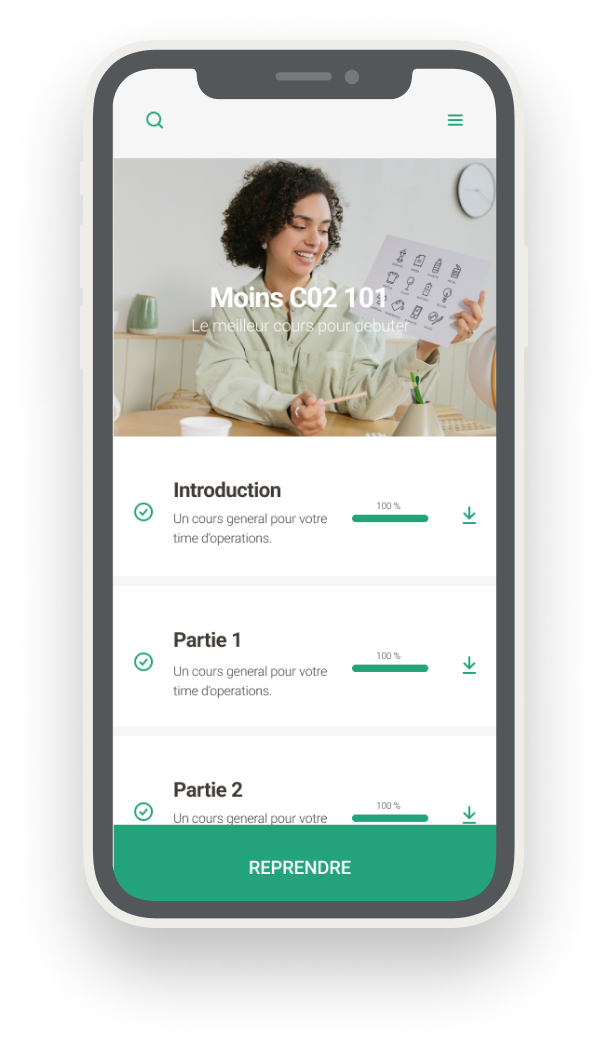 Moins C02 101
Le meilleur cours pour debuter
Introduction
100 %
Un cours general pour votre
time d'operations.
Partie 1
100 %
Un cours general pour votre
time d'operations.
Partie 2
100 %
Un cours general pour votre
REPRENDRE